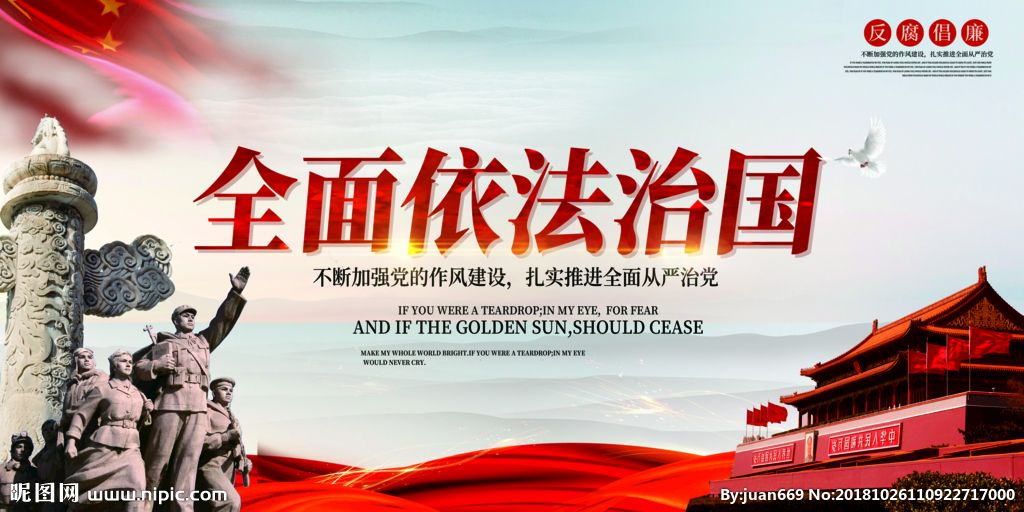 反腐倡廉
不断加强党的作风建设，扎实推进全面从严治党
全面依法治国
不断加强党的作风建设，扎实推进全面从严治党
IF YOU WERE A TEARDROP;IN MY EYE, FOR FEAR
AND IF THE GOLDEN SUN,SHOULD CEASE
MAKE MY WHOLE WORLD BRIGHT.IF YOU WERE A TEARDROP;IN MY EYE
WOULD NEVER CRY.
昵图网 www.nipic.com
By:juan669 No:20181026110922717000